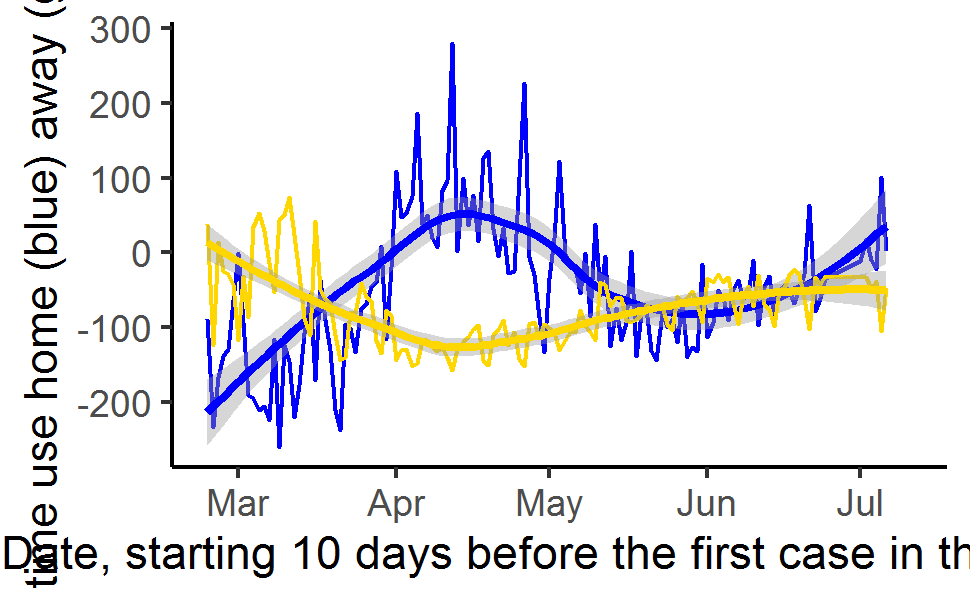 time use home (blue) away (
300
200
100
0
-100
-200
Mar Apr May Jun Jul
Date, starting 10 days before the first case in th